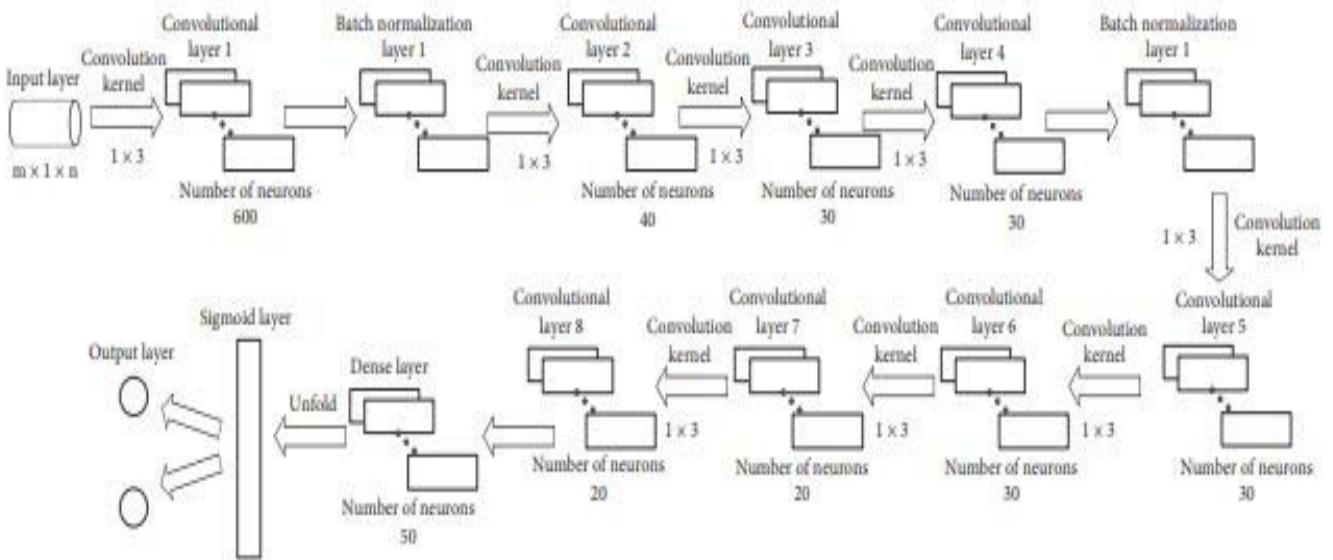 Input layer
m × 1 × n
Convolution
kernel
1 × 3
Convolutional
layer 1
Number of neurons
600
Batch normalization
layer 1
Convolution
kernel
1 × 3
Convolutional
layer 2
Number of neurons
40
Convolution
kernel
1 × 3
Convolutional
layer 3
Number of neurons
30
Convolution
kernel
1 × 3
Convolutional
layer 4
Number of neurons
30
Batch normalization
layer 1
1 × 3
Convolution
kernel
Convolutional
layer 5
Number of neurons
30
Convolution
kernel
1 × 3
Convolutional
layer 6
Number of neurons
30
Convolution
kernel
1 × 3
Convolutional
layer 7
Number of neurons
20
Convolution
kernel
1 × 3
Convolutional
layer 8
Number of neurons
20
Dense layer
Number of neurons
50
Unfold
Sigmoid layer
Output layer